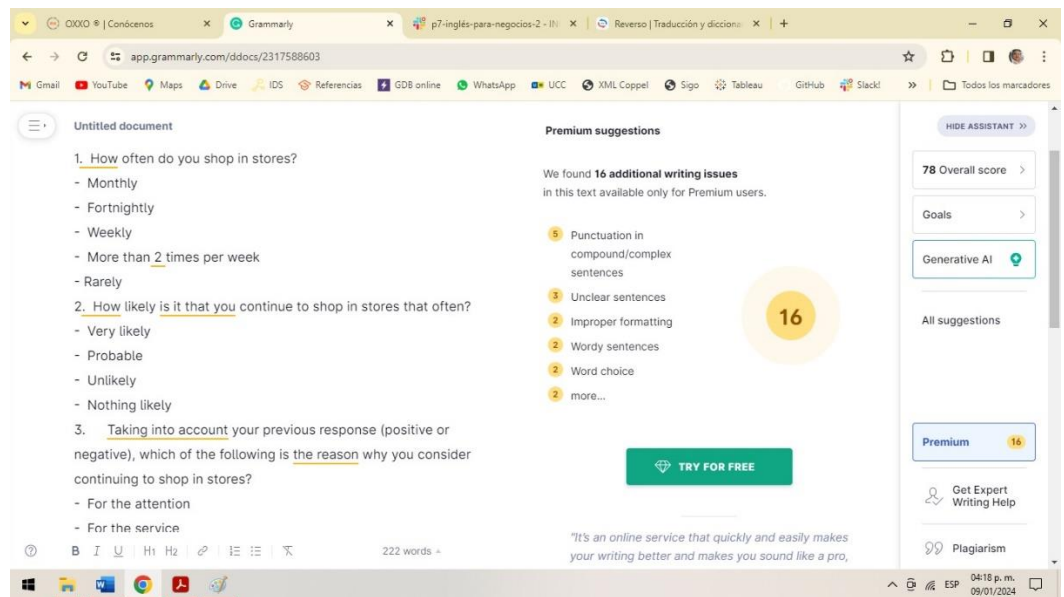 OXXO ® | Conócenos
Grammarly
p7-inglés-para-negocios-2 - IN
Reverso | Traducción y dicciona
app.grammarly.com/ddocs/2317588603
Gmail YouTube Maps Drive IDS Referencias GDB online WhatsApp UCC XML Coppel Sigo Tableau GitHub Slack! » Todos los marcadores
Untitled document
1. How often do you shop in stores?
- Monthly
- Fortnightly
- Weekly
- More than 2 times per week
- Rarely
2. How likely is it that you continue to shop in stores that often?
- Very likely
- Probable
- Unlikely
- Nothing likely
3. Taking into account your previous response (positive or
negative), which of the following is the reason why you consider
continuing to shop in stores?
- For the attention
- For the service
B I U H1 H2
222 words
Premium suggestions
We found 16 additional writing issues
in this text available only for Premium users.
5 Punctuation in
compound/complex
sentences
3 Unclear sentences
2 Improper formatting
2 Wordy sentences
2 Word choice
2 more...
16
TRY FOR FREE
"It's an online service that quickly and easily makes
your writing better and makes you sound like a pro,
HIDE ASSISTANT »
78 Overall score
Goals
Generative AI
All suggestions
Premium 16
Get Expert
Writing Help
Plagiarism
ESP
04:18 p. m.
09/01/2024